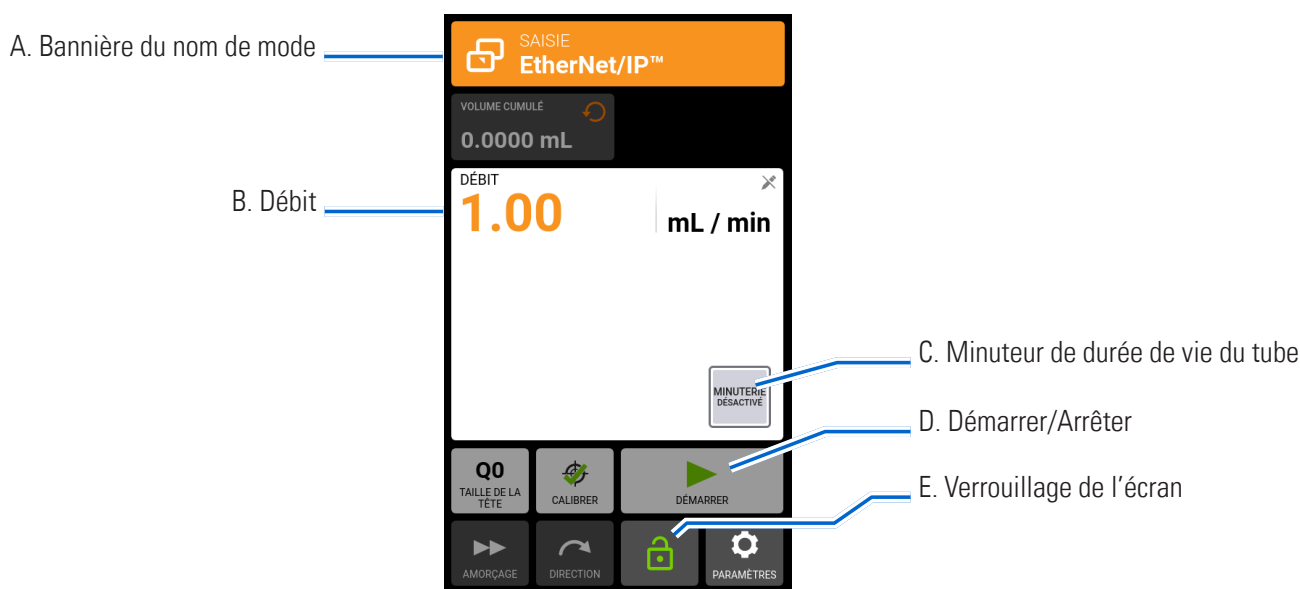 A. Bannière du nom de mode
SAISIE
EtherNet/IP™
VOLUME CUMULÉ
0.0000 mL
B. Débit
DÉBIT
1.00
mL / min
C. Minuteur de durée de vie du tube
MINUTERIE
DÉSACTIVÉ
D. Démarrer/Arrêter
Q0
TAILLE DE LA
TÊTE
CALIBRER
DÉMARRER
E. Verrouillage de l’écran
AMORÇAGE
DIRECTION
PARAMÈTRES